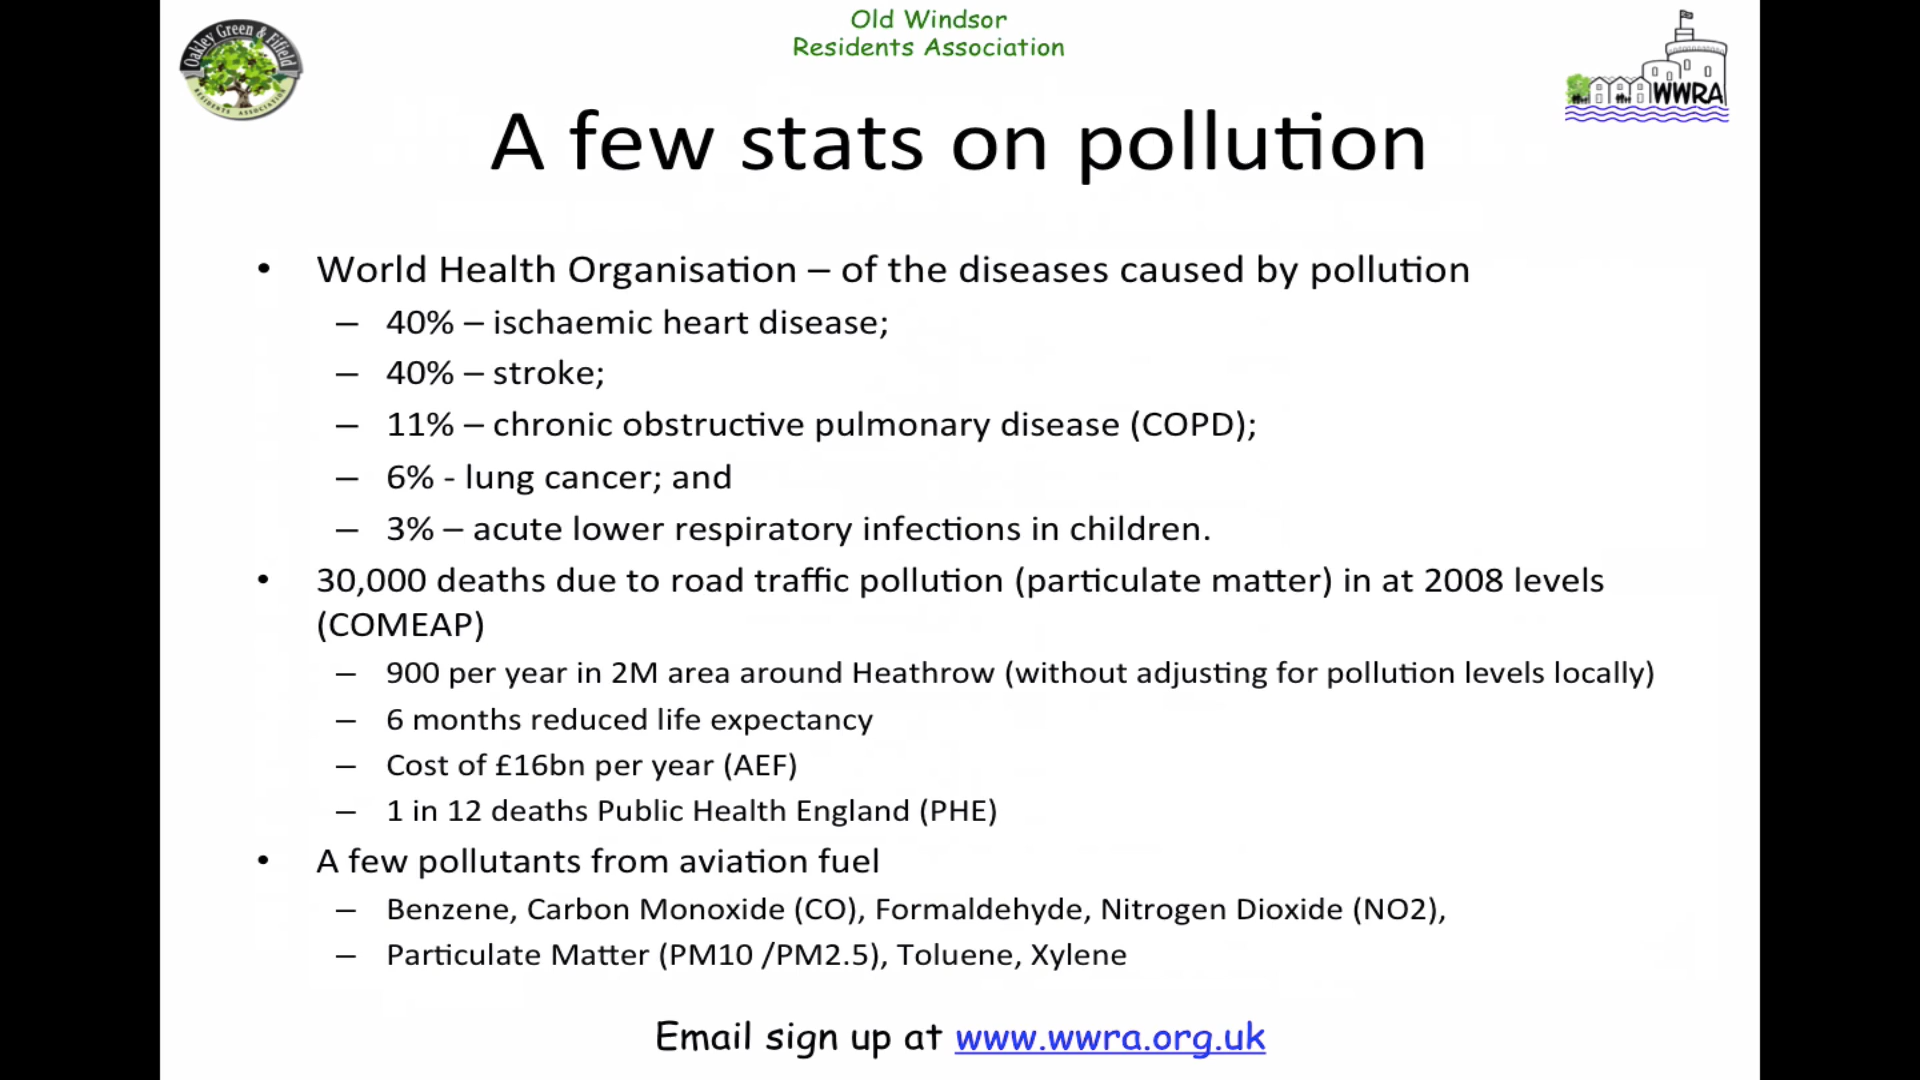 Oakley Green & Fifield
RESIDENTS ASSOCIATION
Old Windsor
Residents Association
WWRA
A few stats on pollution
• World Health Organisation – of the diseases caused by pollution
– 40% – ischaemic heart disease;
– 40% – stroke;
– 11% – chronic obstructive pulmonary disease (COPD);
– 6% - lung cancer; and
– 3% – acute lower respiratory infections in children.
• 30,000 deaths due to road traffic pollution (particulate matter) in at 2008 levels
(COMEAP)
– 900 per year in 2M area around Heathrow (without adjusting for pollution levels locally)
– 6 months reduced life expectancy
– Cost of £16bn per year (AEF)
– 1 in 12 deaths Public Health England (PHE)
• A few pollutants from aviation fuel
– Benzene, Carbon Monoxide (CO), Formaldehyde, Nitrogen Dioxide (NO2),
– Particulate Matter (PM10 /PM2.5), Toluene, Xylene
Email sign up at www.wwra.org.uk